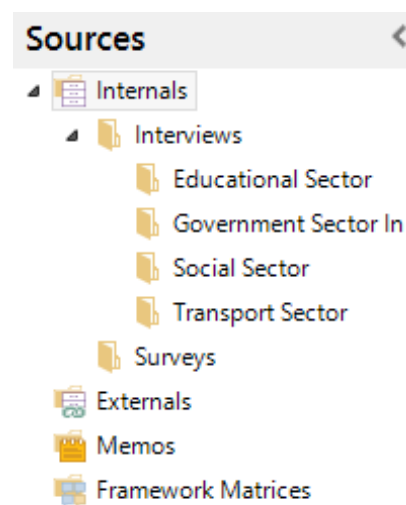 Sources
Internals
Interviews
Educational Sector
Government Sector In
Social Sector
Transport Sector
Surveys
Externals
Memos
Framework Matrices